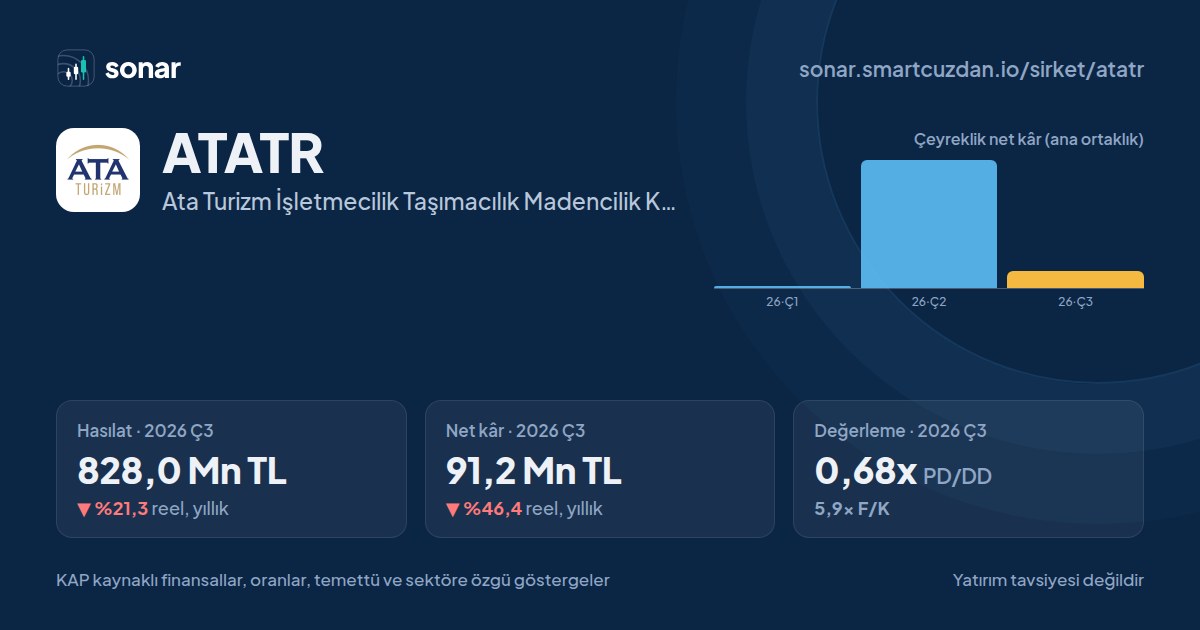 sonar
sonar.smartcuzdan.io/sirket/atatr
ATA
TURİZM
ATATR
Ata Turizm İşletmecilik Taşımacılık Madencilik K...
Çeyreklik net kâr (ana ortaklık)
26·Ç1
26·Ç2
26·Ç3
Hasılat · 2026 Ç3
828,0 Mn TL
▼ %21,3 reel, yıllık
Net kâr · 2026 Ç3
91,2 Mn TL
▼ %46,4 reel, yıllık
Değerleme · 2026 Ç3
0,68x PD/DD
5,9× F/K
KAP kaynaklı finansallar, oranlar, temettü ve sektöre özgü göstergeler
Yatırım tavsiyesi değildir